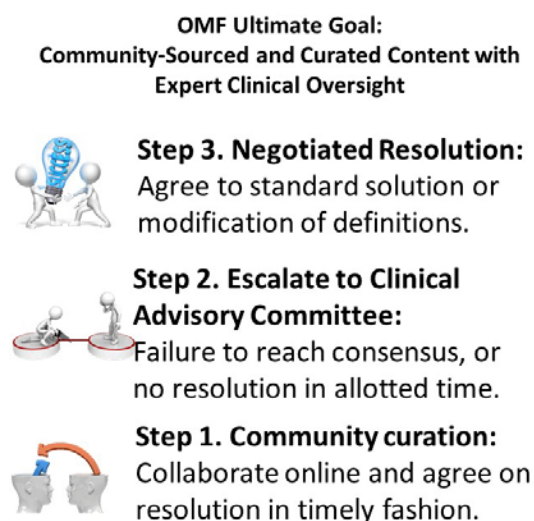 OMF Ultimate Goal:
Community-Sourced and Curated Content with
Expert Clinical Oversight
Step 3. Negotiated Resolution:
Agree to standard solution or
modification of definitions.
Step 2. Escalate to Clinical
Advisory Committee:
Failure to reach consensus, or
no resolution in allotted time.
Step 1. Community curation:
Collaborate online and agree on
resolution in timely fashion.